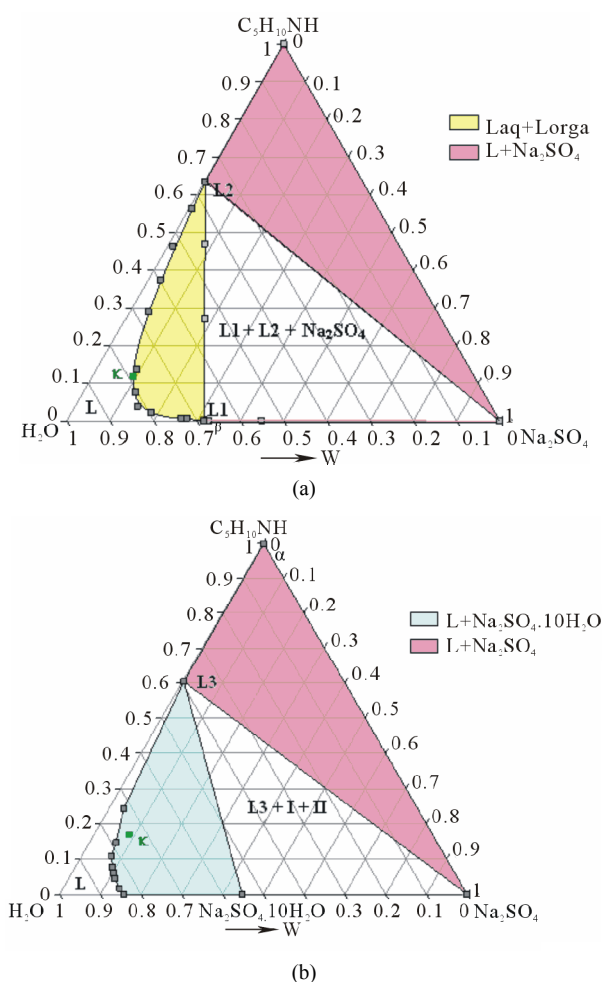 C₅H₁₀NH
1 0
0.9 0.1
0.8 0.2
Laq+Lorga
L+Na₂SO₄
0.7 0.3
0.6 L2 0.4
0.5 0.5
0.4 0.6
0.3 L1+L2+Na₂SO₄ 0.7
0.2 0.8
κ
0.1 0.9
L
0 L1 1
H₂O 1 0.9 0.8 0.7 β 0.5 0.4 0.3 0.2 0.1 0 Na₂SO₄
W
(a)
C₅H₁₀NH
1 0
α
0.9 0.1
0.8 0.2
L+Na₂SO₄.10H₂O
L+Na₂SO₄
0.7 0.3
0.6 L3 0.4
0.5 0.5
0.4 0.6
0.3 L3+I+II 0.7
0.2 0.8
κ
0.1 0.9
L
0 1
H₂O 1 0.9 0.8 0.7 Na₂SO₄.10H₂O 0.3 0.2 0.1 0 Na₂SO₄
W
(b)